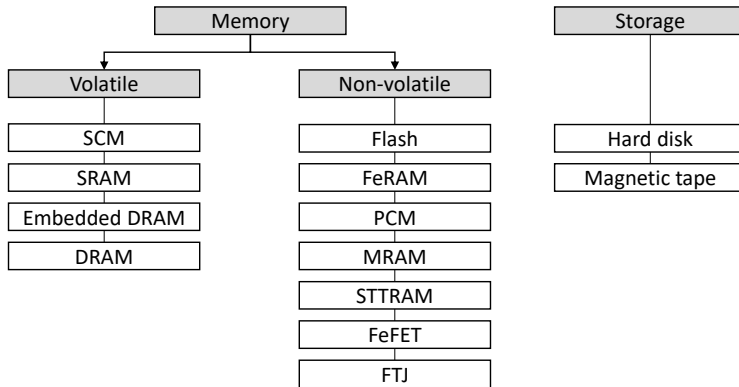 Memory
Storage
Volatile
Non-volatile
SCM
Flash
Hard disk
SRAM
FeRAM
Magnetic tape
Embedded DRAM
PCM
DRAM
MRAM
STTRAM
FeFET
FTJ